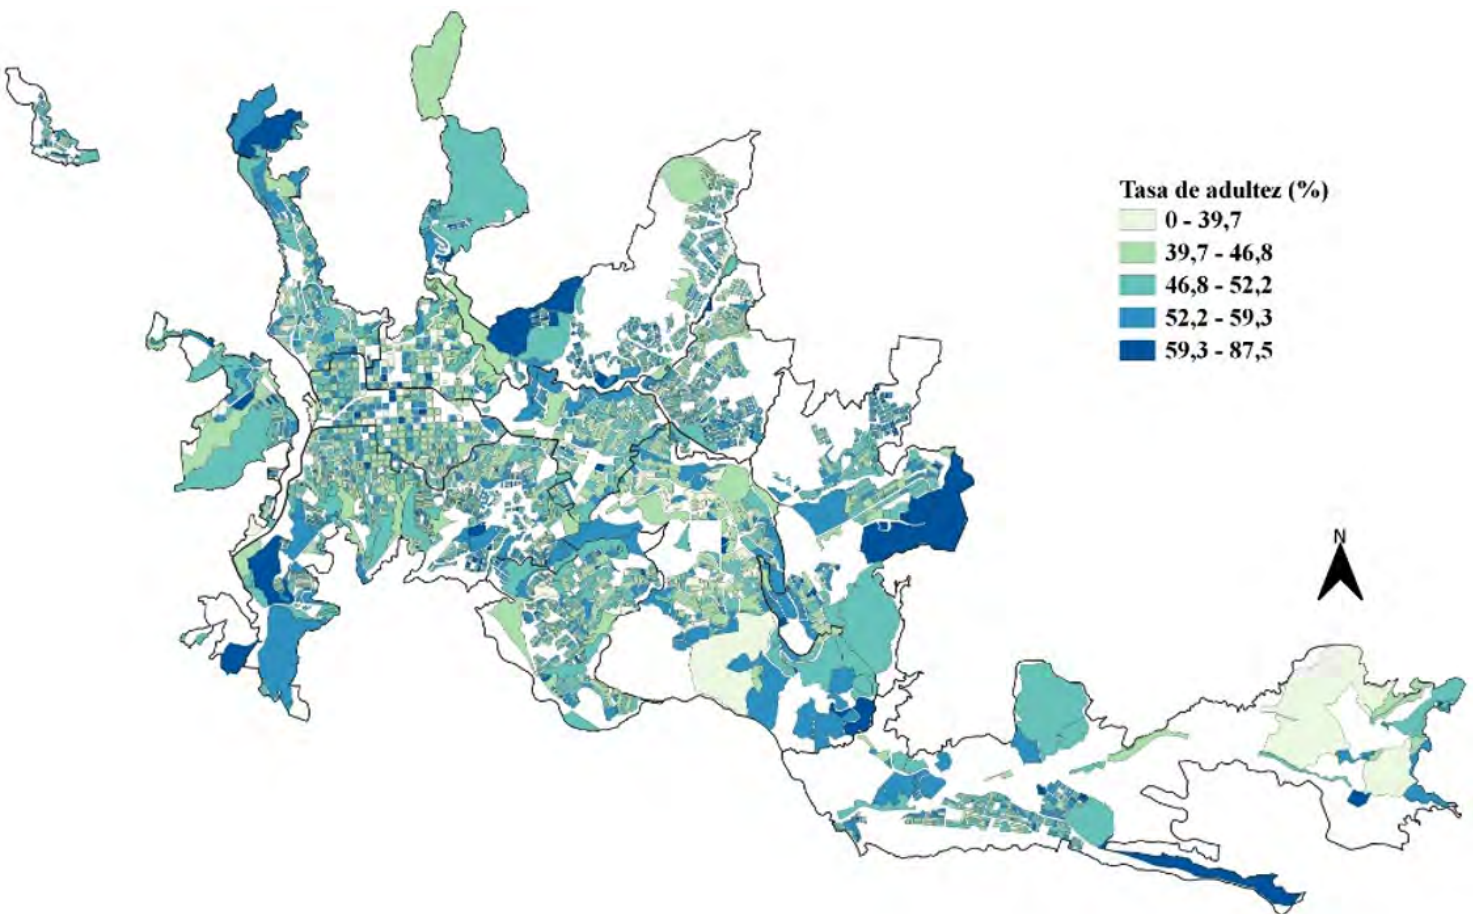 Tasa de adultez (%)
0 - 39,7
39,7 - 46,8
46,8 - 52,2
52,2 - 59,3
59,3 - 87,5
N